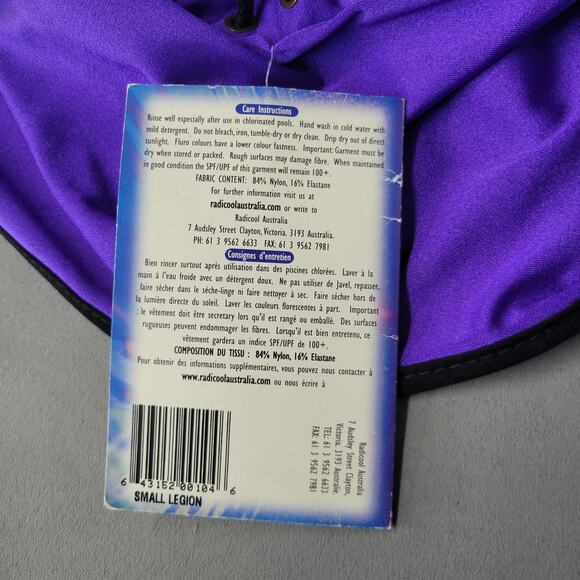 Care Instructions
Rinse well especially after use in chlorinated pools. Hand wash in cold water with
mild detergent. Do not bleach, iron, tumble-dry or dry clean. Drip dry out of direct
sunlight. Fluro colours have a lower colour fastness. Important: Garment must be
dry when stored or packed. Rough surfaces may damage fibre. When maintained
in good condition the SPF/UPF of this garment will remain 100+.
FABRIC CONTENT: 84% Nylon, 16% Elastane
For further information visit us at
radicoolaustralia.com or write to
Radicool Australia
7 Audsley Street Clayton, Victoria, 3193 Australia.
PH: 61 3 9562 6633 FAX: 61 3 9562 7981
Consignes d'entretien
Bien rincer surtout après utilisation dans des piscines chlorées. Laver à la
main à l'eau froide avec un détergent doux. Ne pas utiliser de Javel, repasser,
faire sécher dans le sèche-linge ni faire nettoyer à sec. Faire sécher hors de
la lumière directe du soleil. Laver les couleurs florescentes à part. Important
: le vêtement doit être secretary lors qu'il est rangé ou emballé. Des surfaces
rugueuses peuvent endommager les fibres. Lorsqu'il est bien entretenu, ce
vêtement gardera un indice SPF/UPF de 100+.
COMPOSITION DU TISSU : 84% Nylon, 16% Elastane
Pour obtenir des informations supplémentaires, vous pouvez nous contacter à
www.radicoolaustralia.com ou nous écrire à
Radicool Australia
7 Audsley Street Clayton,
Victoria, 3193 Australia.
TEL: 61 3 9562 6633
FAX: 61 3 9562 7981
6 43152 00104 6
SMALL LEGION